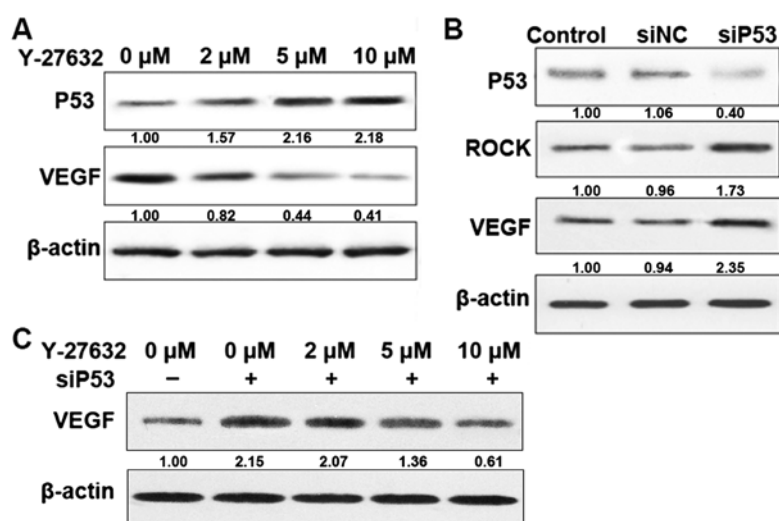 A
Y-27632 0 µM 2 µM 5 µM 10 µM
P53
1.00 1.57 2.16 2.18
VEGF
1.00 0.82 0.44 0.41
β-actin
B
Control siNC siP53
P53
1.00 1.06 0.40
ROCK
1.00 0.96 1.73
VEGF
1.00 0.94 2.35
β-actin
C
Y-27632 0 µM 0 µM 2 µM 5 µM 10 µM
siP53 – + + + +
VEGF
1.00 2.15 2.07 1.36 0.61
β-actin